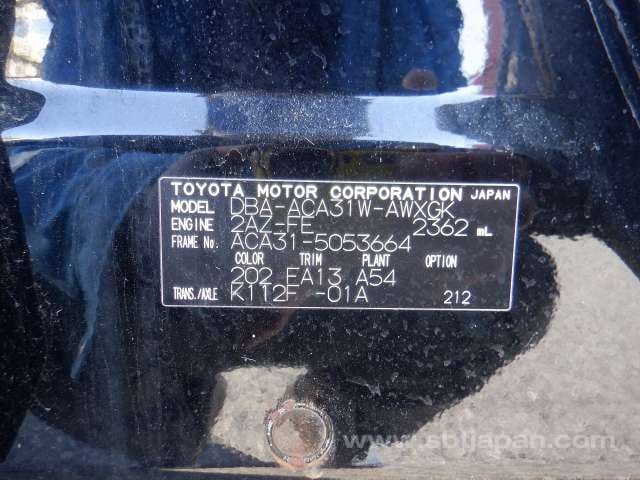 TOYOTA MOTOR CORPORATION JAPAN
MODEL DBA-ACA31W-AWXGK
ENGINE 2AZ-FE 2362 mL
FRAME No. ACA31-5053664
COLOR TRIM PLANT OPTION
202 FA13 A54
TRANS./AXLE K112F -01A 212
www.sbtjapan.com